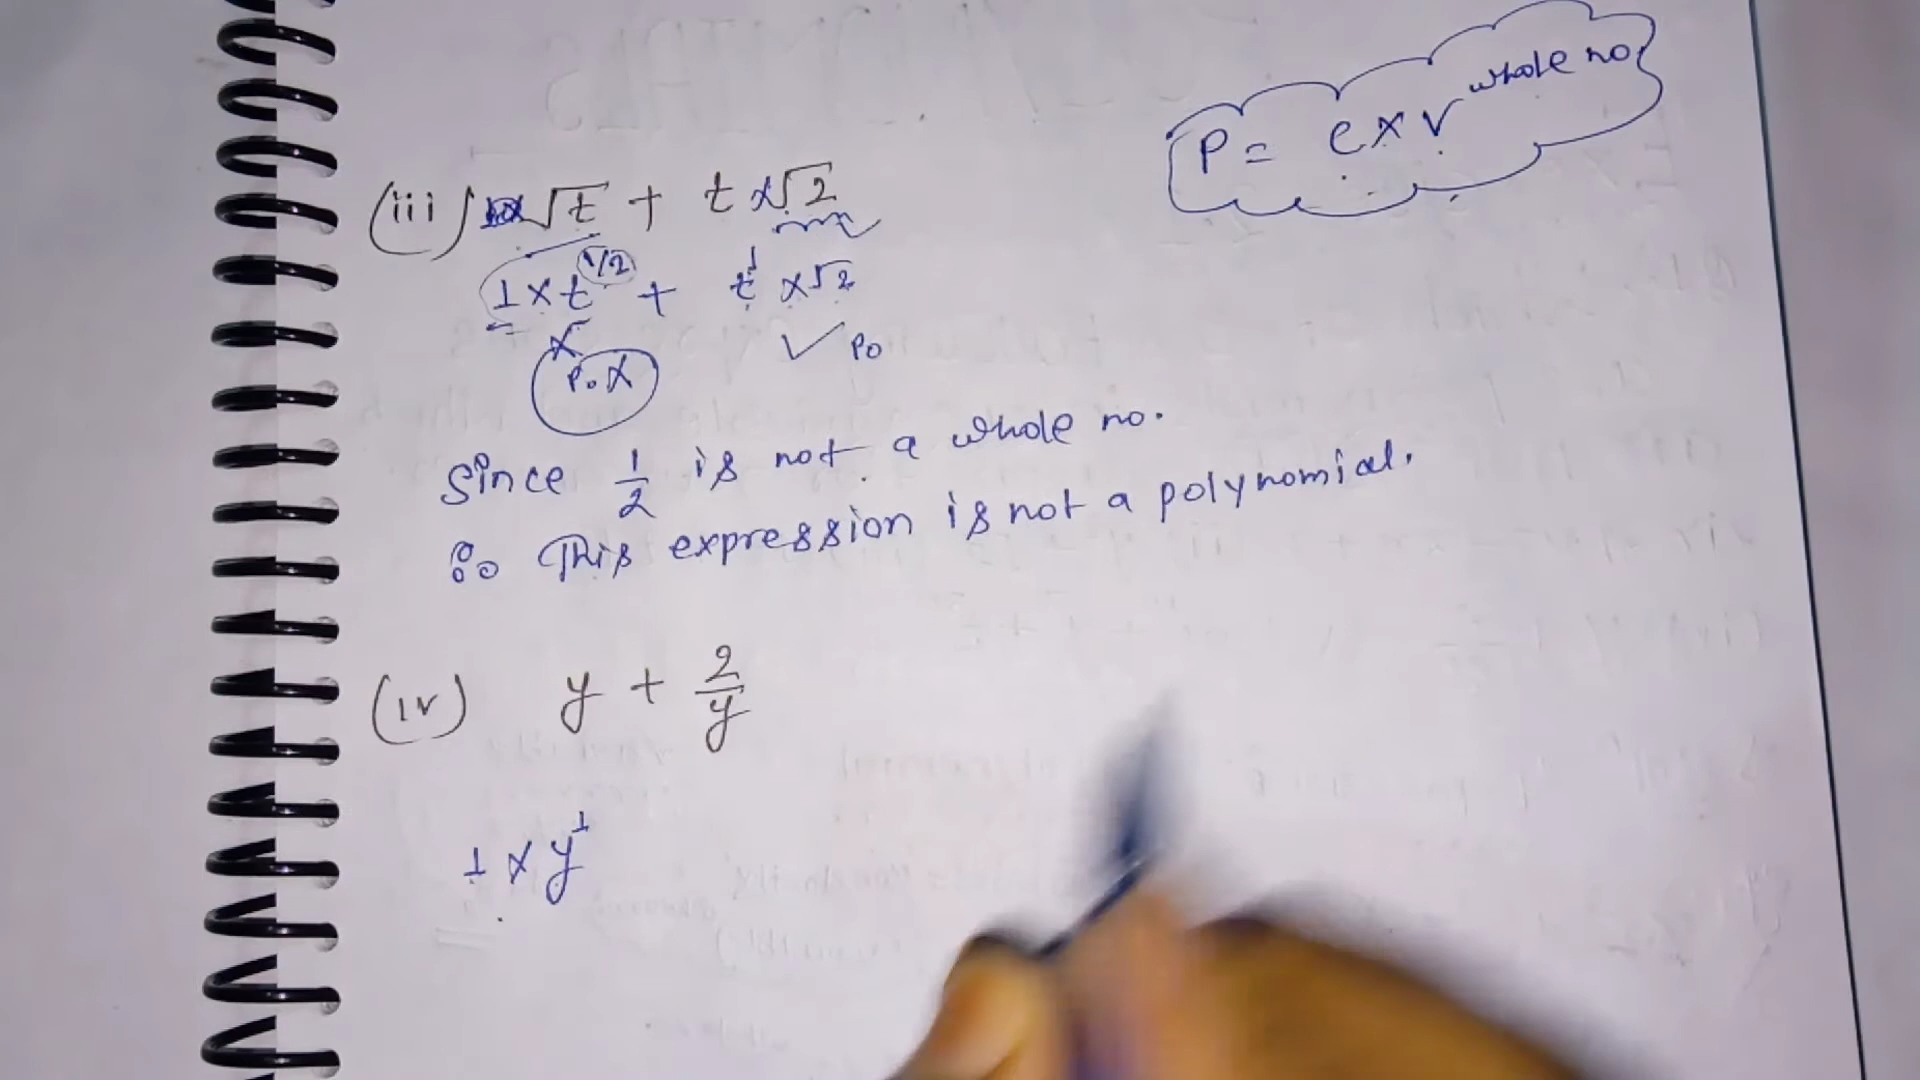 P = c x v whole no.
(iii) √t + t x √2
1 x t 1/2 + t 1 x √2
x ✓ Po
P.o X
Since 1/2 is not a whole no.
∴ This expression is not a polynomial.
(iv) y + 2/y
1 x y 1